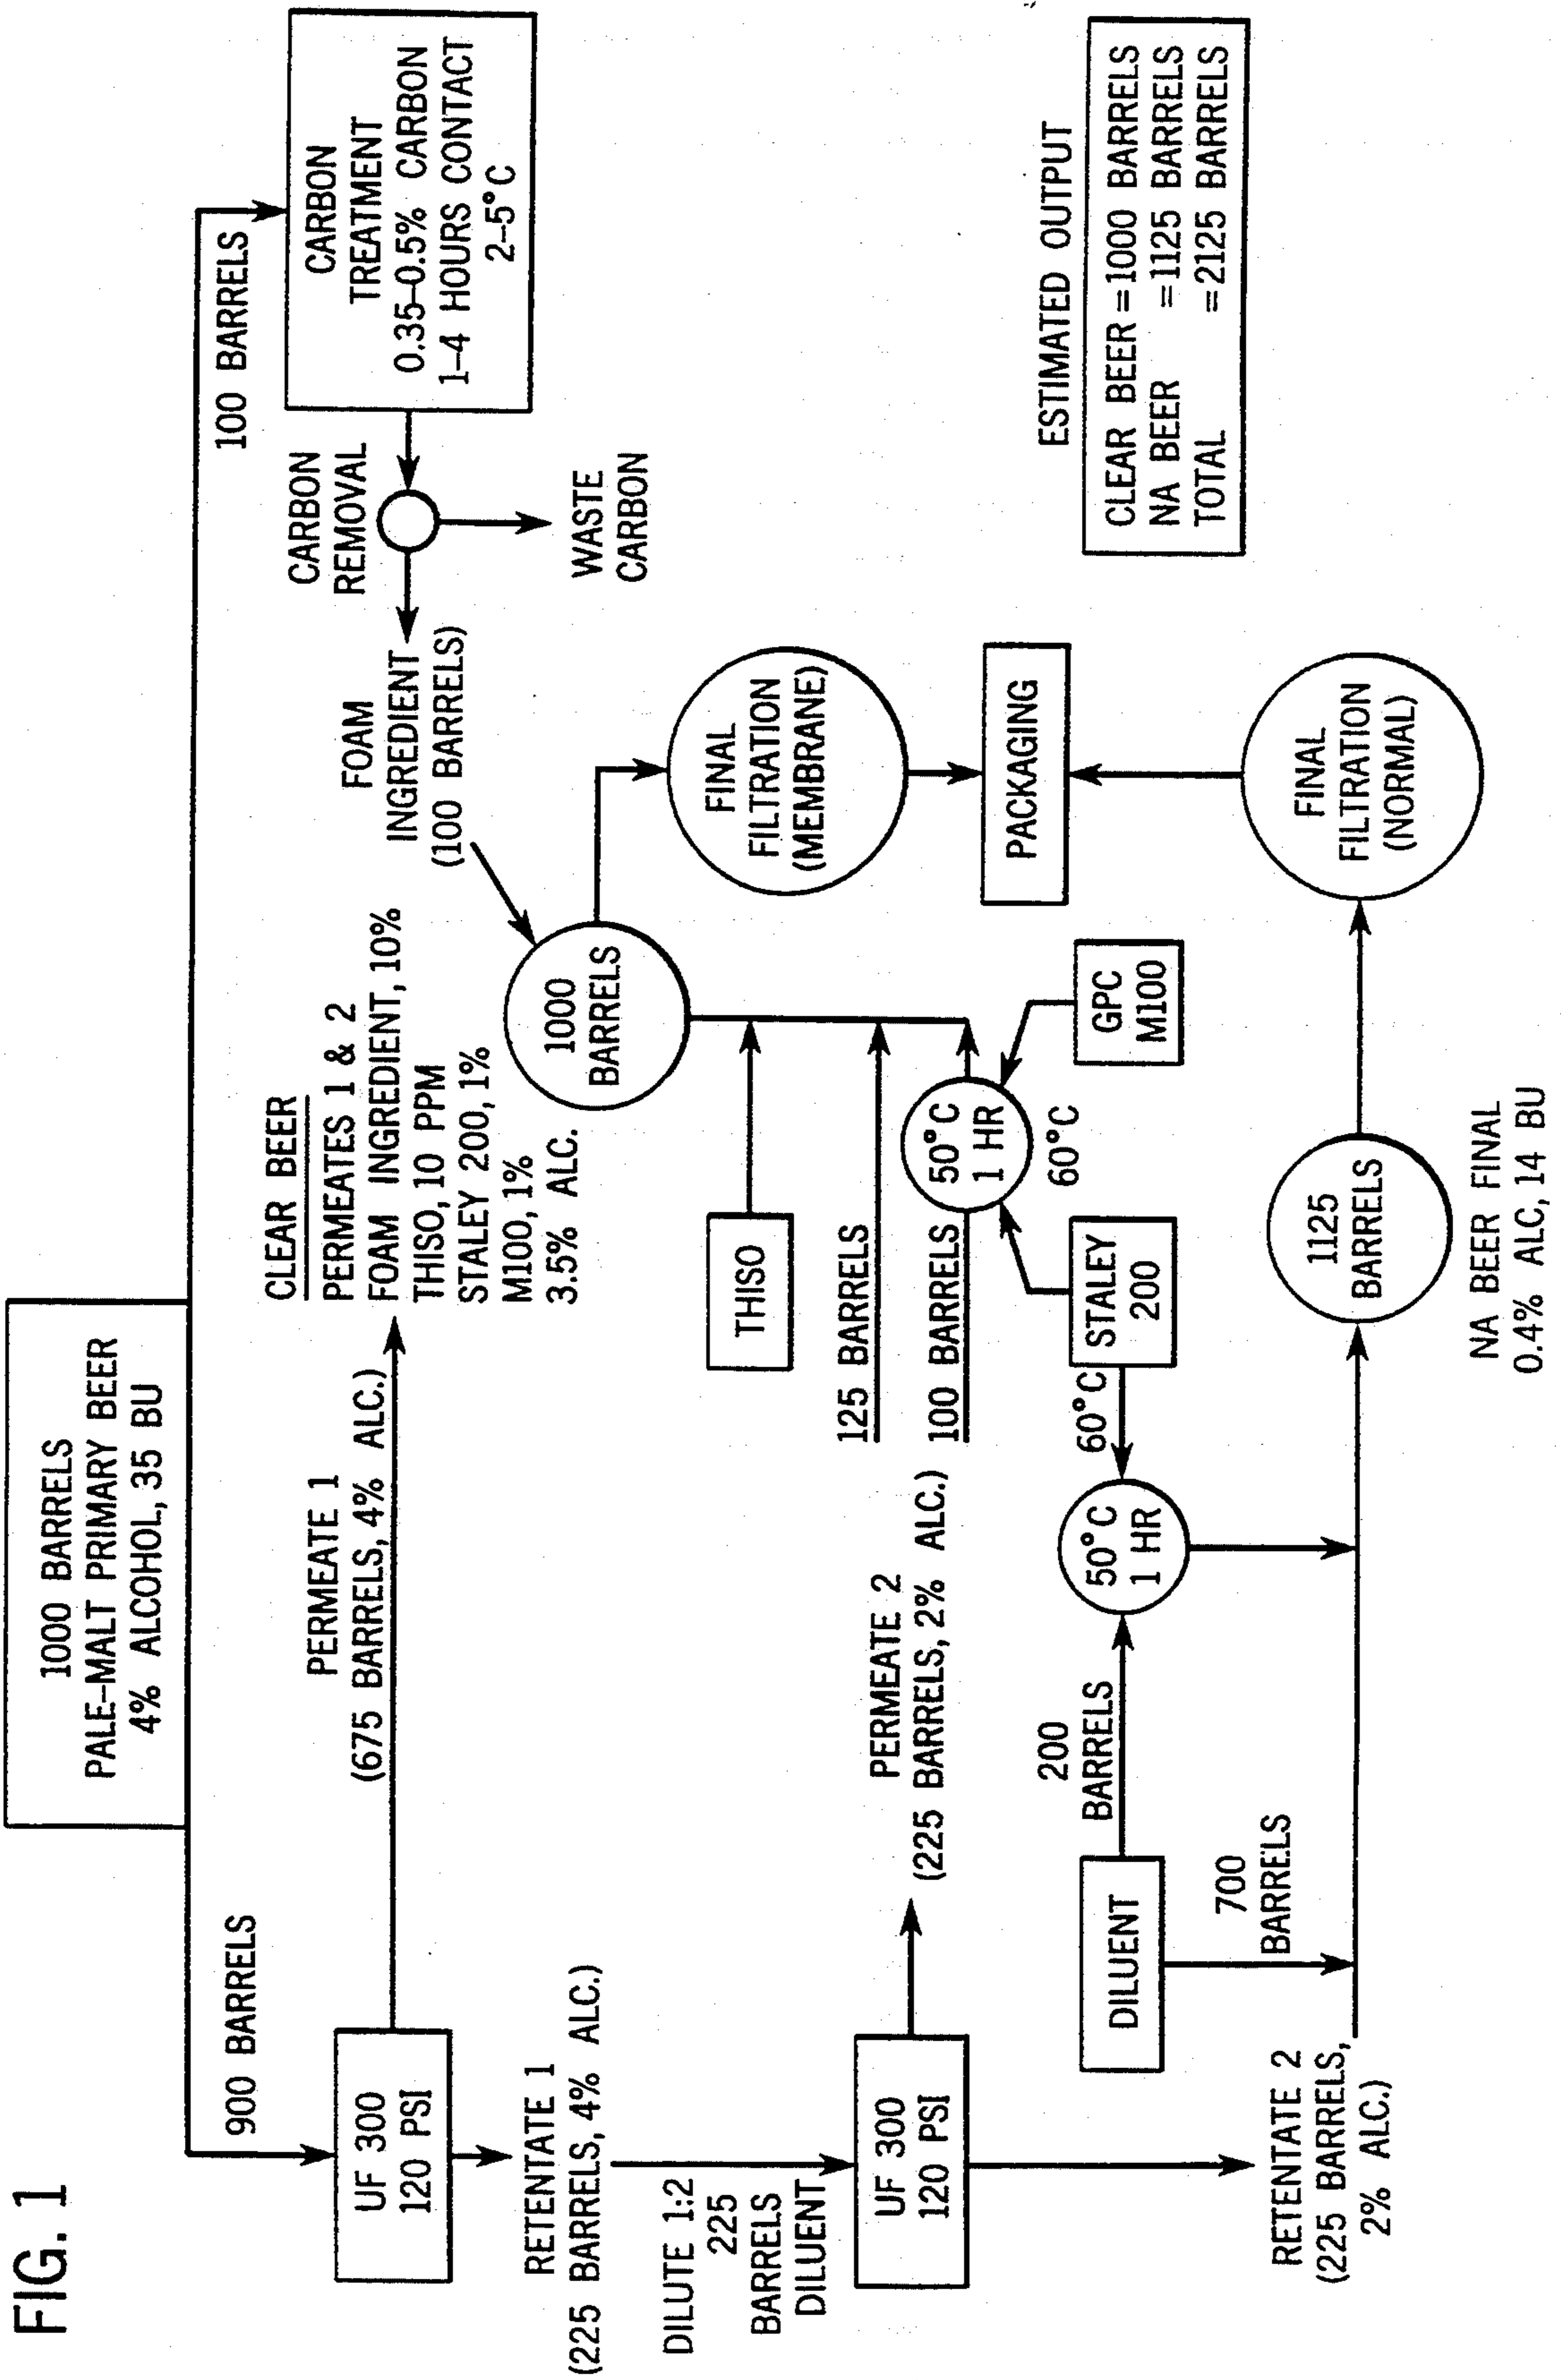 FIG. 1
1000 BARRELS
PALE-MALT PRIMARY BEER
4% ALCOHOL, 35 BU
900 BARRELS
100 BARRELS
UF 300
120 PSI
PERMEATE 1
(675 BARRELS, 4% ALC.)
CLEAR BEER
PERMEATES 1 & 2
FOAM INGREDIENT, 10%
THISO, 10 PPM
STALEY 200, 1%
M100, 1%
3.5% ALC.
CARBON
TREATMENT
0.35-0.5% CARBON
1-4 HOURS CONTACT
2-5°C
CARBON
REMOVAL
WASTE
CARBON
FOAM
INGREDIENT
(100 BARRELS)
1000
BARRELS
FINAL
FILTRATION
(MEMBRANE)
PACKAGING
RETENTATE 1
(225 BARRELS, 4% ALC.)
DILUTE 1:2
225
BARRELS
DILUENT
UF 300
120 PSI
PERMEATE 2
(225 BARRELS, 2% ALC.)
THISO
125 BARRELS
100 BARRELS
50°C
1 HR
60°C
GPC
M100
STALEY
200
60°C
50°C
1 HR
200
BARRELS
DILUENT
700
BARRELS
RETENTATE 2
(225 BARRELS,
2% ALC.)
1125
BARRELS
NA BEER FINAL
0.4% ALC, 14 BU
FINAL
FILTRATION
(NORMAL)
ESTIMATED OUTPUT
CLEAR BEER =1000 BARRELS
NA BEER =1125 BARRELS
TOTAL =2125 BARRELS